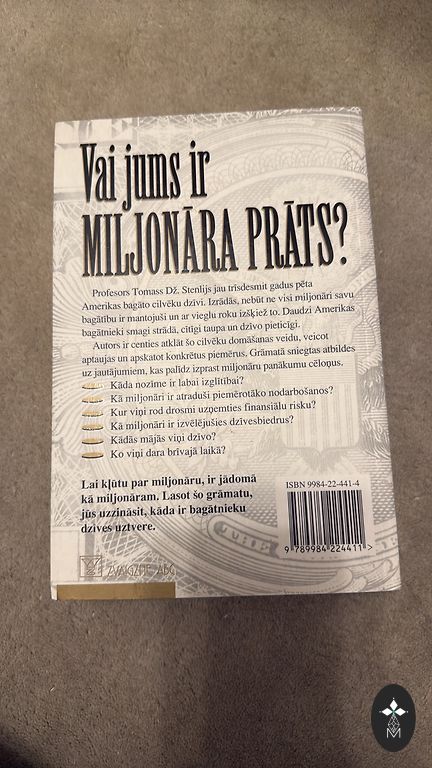 Vai jums ir
MILJONĀRA PRĀTS?
Profesors Tomass Dž. Stenlijs jau trīsdesmit gadus pēta
Amerikas bagāto cilvēku dzīvi. Izrādās, nebūt ne visi miljonāri savu
bagātību ir mantojuši un ar vieglu roku izšķiež to. Daudzi Amerikas
bagātnieki smagi strādā, cītīgi taupa un dzīvo pieticīgi.
Autors ir centies atklāt šo cilvēku domāšanas veidu, veicot
aptaujas un apskatot konkrētus piemērus. Grāmatā sniegtas atbildes
uz jautājumiem, kas palīdz izprast miljonāru panākumu cēloņus.
Kāda nozīme ir labai izglītībai?
Kā miljonāri ir atraduši piemērotāko nodarbošanos?
Kur viņi rod drosmi uzņemties finansiālu risku?
Kā miljonāri ir izvēlējušies dzīvesbiedrus?
Kādās mājās viņi dzīvo?
Ko viņi dara brīvajā laikā?
Lai kļūtu par miljonāru, ir jādomā
kā miljonāram. Lasot šo grāmatu,
jūs uzzināsit, kāda ir bagātnieku
dzīves uztvere.
ISBN 9984-22-441-4
9 789984 224411 >
ZVAIGZNE ABC
M